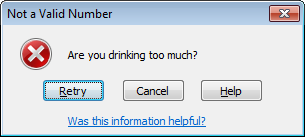 Not a Valid Number
Are you drinking too much?
Retry Cancel Help
Was this information helpful?